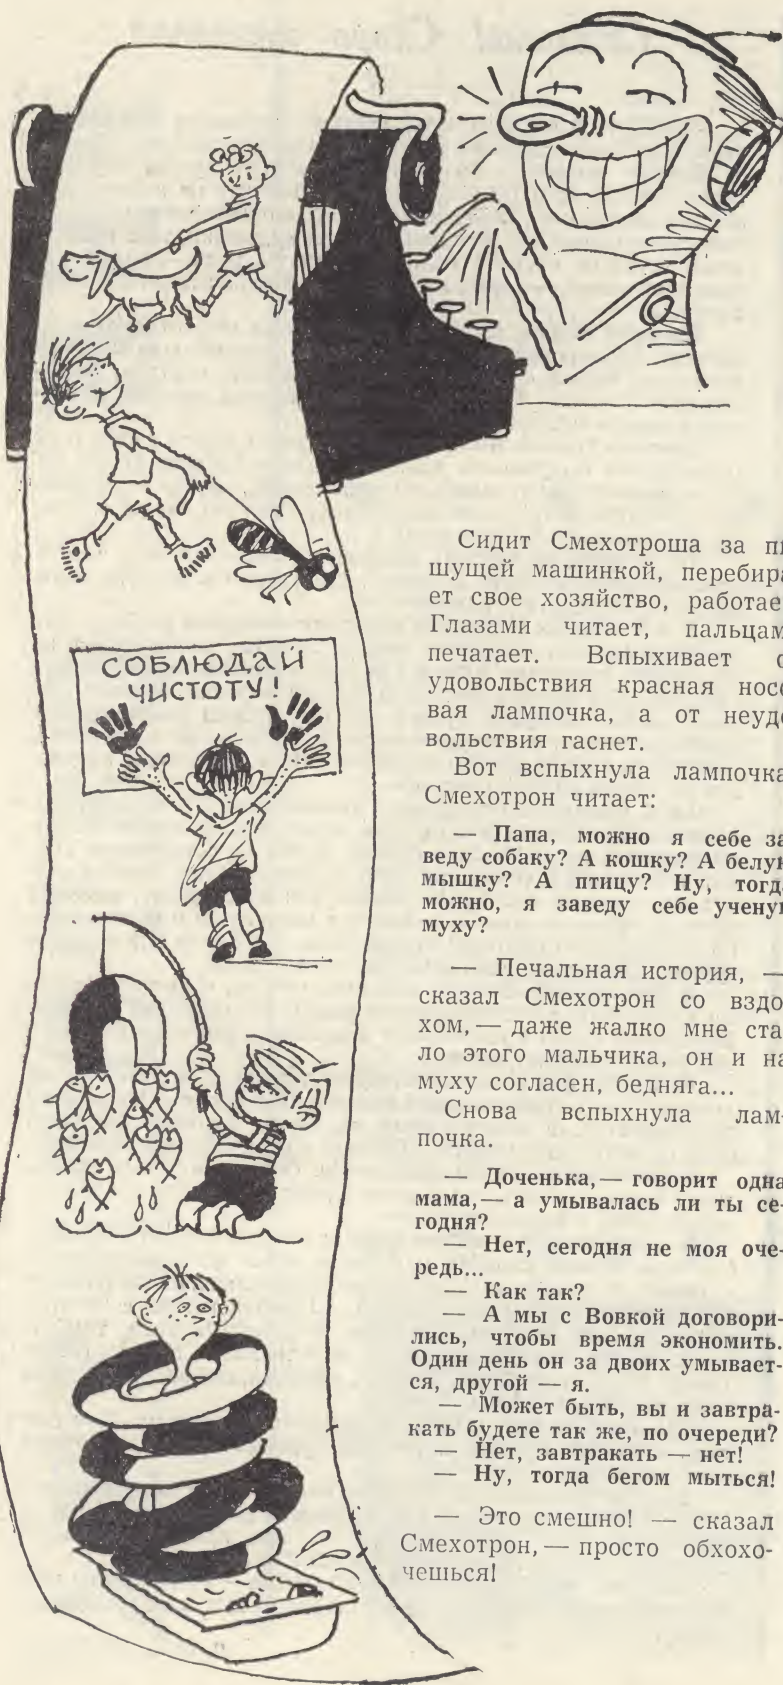 СОБЛЮДАЙ
ЧИСТОТУ!
Сидит Смехотроша за пи
шущей машинкой, перебира
ет свое хозяйство, работае
Глазами читает, пальцам
печатает. Вспыхивает о
удовольствия красная носо
вая лампочка, а от неудо
вольствия гаснет.
Вот вспыхнула лампочка
Смехотрон читает:
— Папа, можно я себе за
веду собаку? А кошку? А белую
мышку? А птицу? Ну, тогда
можно, я заведу себе ученую
муху?
— Печальная история, —
сказал Смехотрон со вздо-
хом, — даже жалко мне ста-
ло этого мальчика, он и на
муху согласен, бедняга...
Снова вспыхнула лам-
почка.
— Доченька, — говорит одна
мама, — а умывалась ли ты се-
годня?
— Нет, сегодня не моя оче-
редь...
— Как так?
— А мы с Вовкой договори-
лись, чтобы время экономить.
Один день он за двоих умывает-
ся, другой — я.
— Может быть, вы и завтра-
кать будете так же, по очереди?
— Нет, завтракать — нет!
— Ну, тогда бегом мыться!
— Это смешно! — сказал
Смехотрон, — просто обхохо-
чешься!